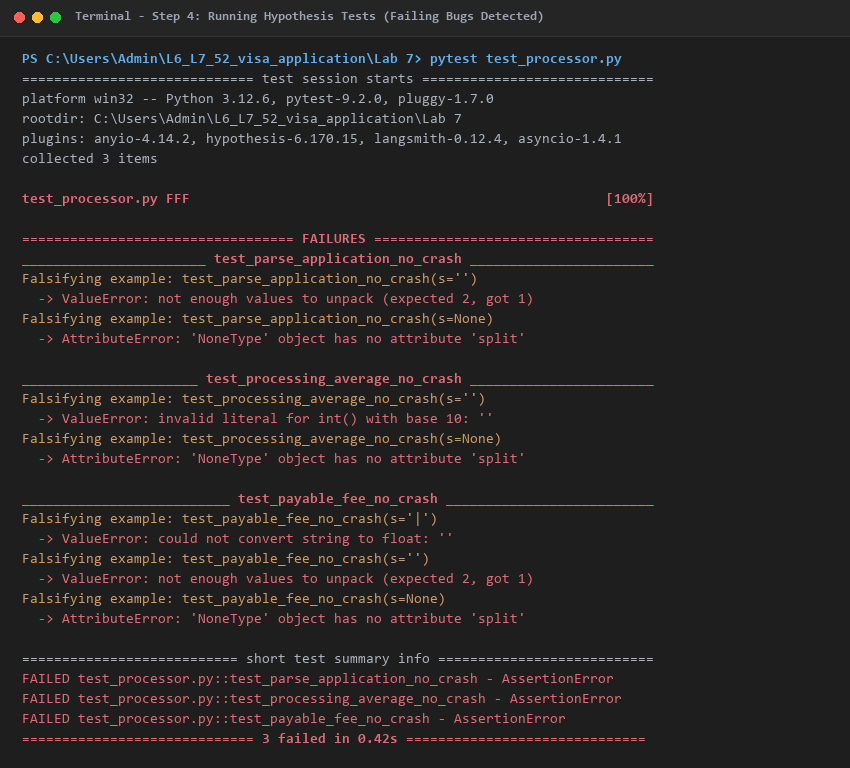 Terminal - Step 4: Running Hypothesis Tests (Failing Bugs Detected)
PS C:\Users\Admin\L6_L7_52_visa_application\Lab 7> pytest test_processor.py
============================= test session starts =============================
platform win32 -- Python 3.12.6, pytest-9.2.0, pluggy-1.7.0
rootdir: C:\Users\Admin\L6_L7_52_visa_application\Lab 7
plugins: anyio-4.14.2, hypothesis-6.170.15, langsmith-0.12.4, asyncio-1.4.1
collected 3 items
test_processor.py FFF                                                    [100%]
================================== FAILURES ===================================
_______________________ test_parse_application_no_crash _______________________
Falsifying example: test_parse_application_no_crash(s='')
  -> ValueError: not enough values to unpack (expected 2, got 1)
Falsifying example: test_parse_application_no_crash(s=None)
  -> AttributeError: 'NoneType' object has no attribute 'split'
______________________ test_processing_average_no_crash _______________________
Falsifying example: test_processing_average_no_crash(s='')
  -> ValueError: invalid literal for int() with base 10: ''
Falsifying example: test_processing_average_no_crash(s=None)
  -> AttributeError: 'NoneType' object has no attribute 'split'
__________________________ test_payable_fee_no_crash __________________________
Falsifying example: test_payable_fee_no_crash(s='|')
  -> ValueError: could not convert string to float: ''
Falsifying example: test_payable_fee_no_crash(s='')
  -> ValueError: not enough values to unpack (expected 2, got 1)
Falsifying example: test_payable_fee_no_crash(s=None)
  -> AttributeError: 'NoneType' object has no attribute 'split'
=========================== short test summary info ===========================
FAILED test_processor.py::test_parse_application_no_crash - AssertionError
FAILED test_processor.py::test_processing_average_no_crash - AssertionError
FAILED test_processor.py::test_payable_fee_no_crash - AssertionError
============================= 3 failed in 0.42s ==============================